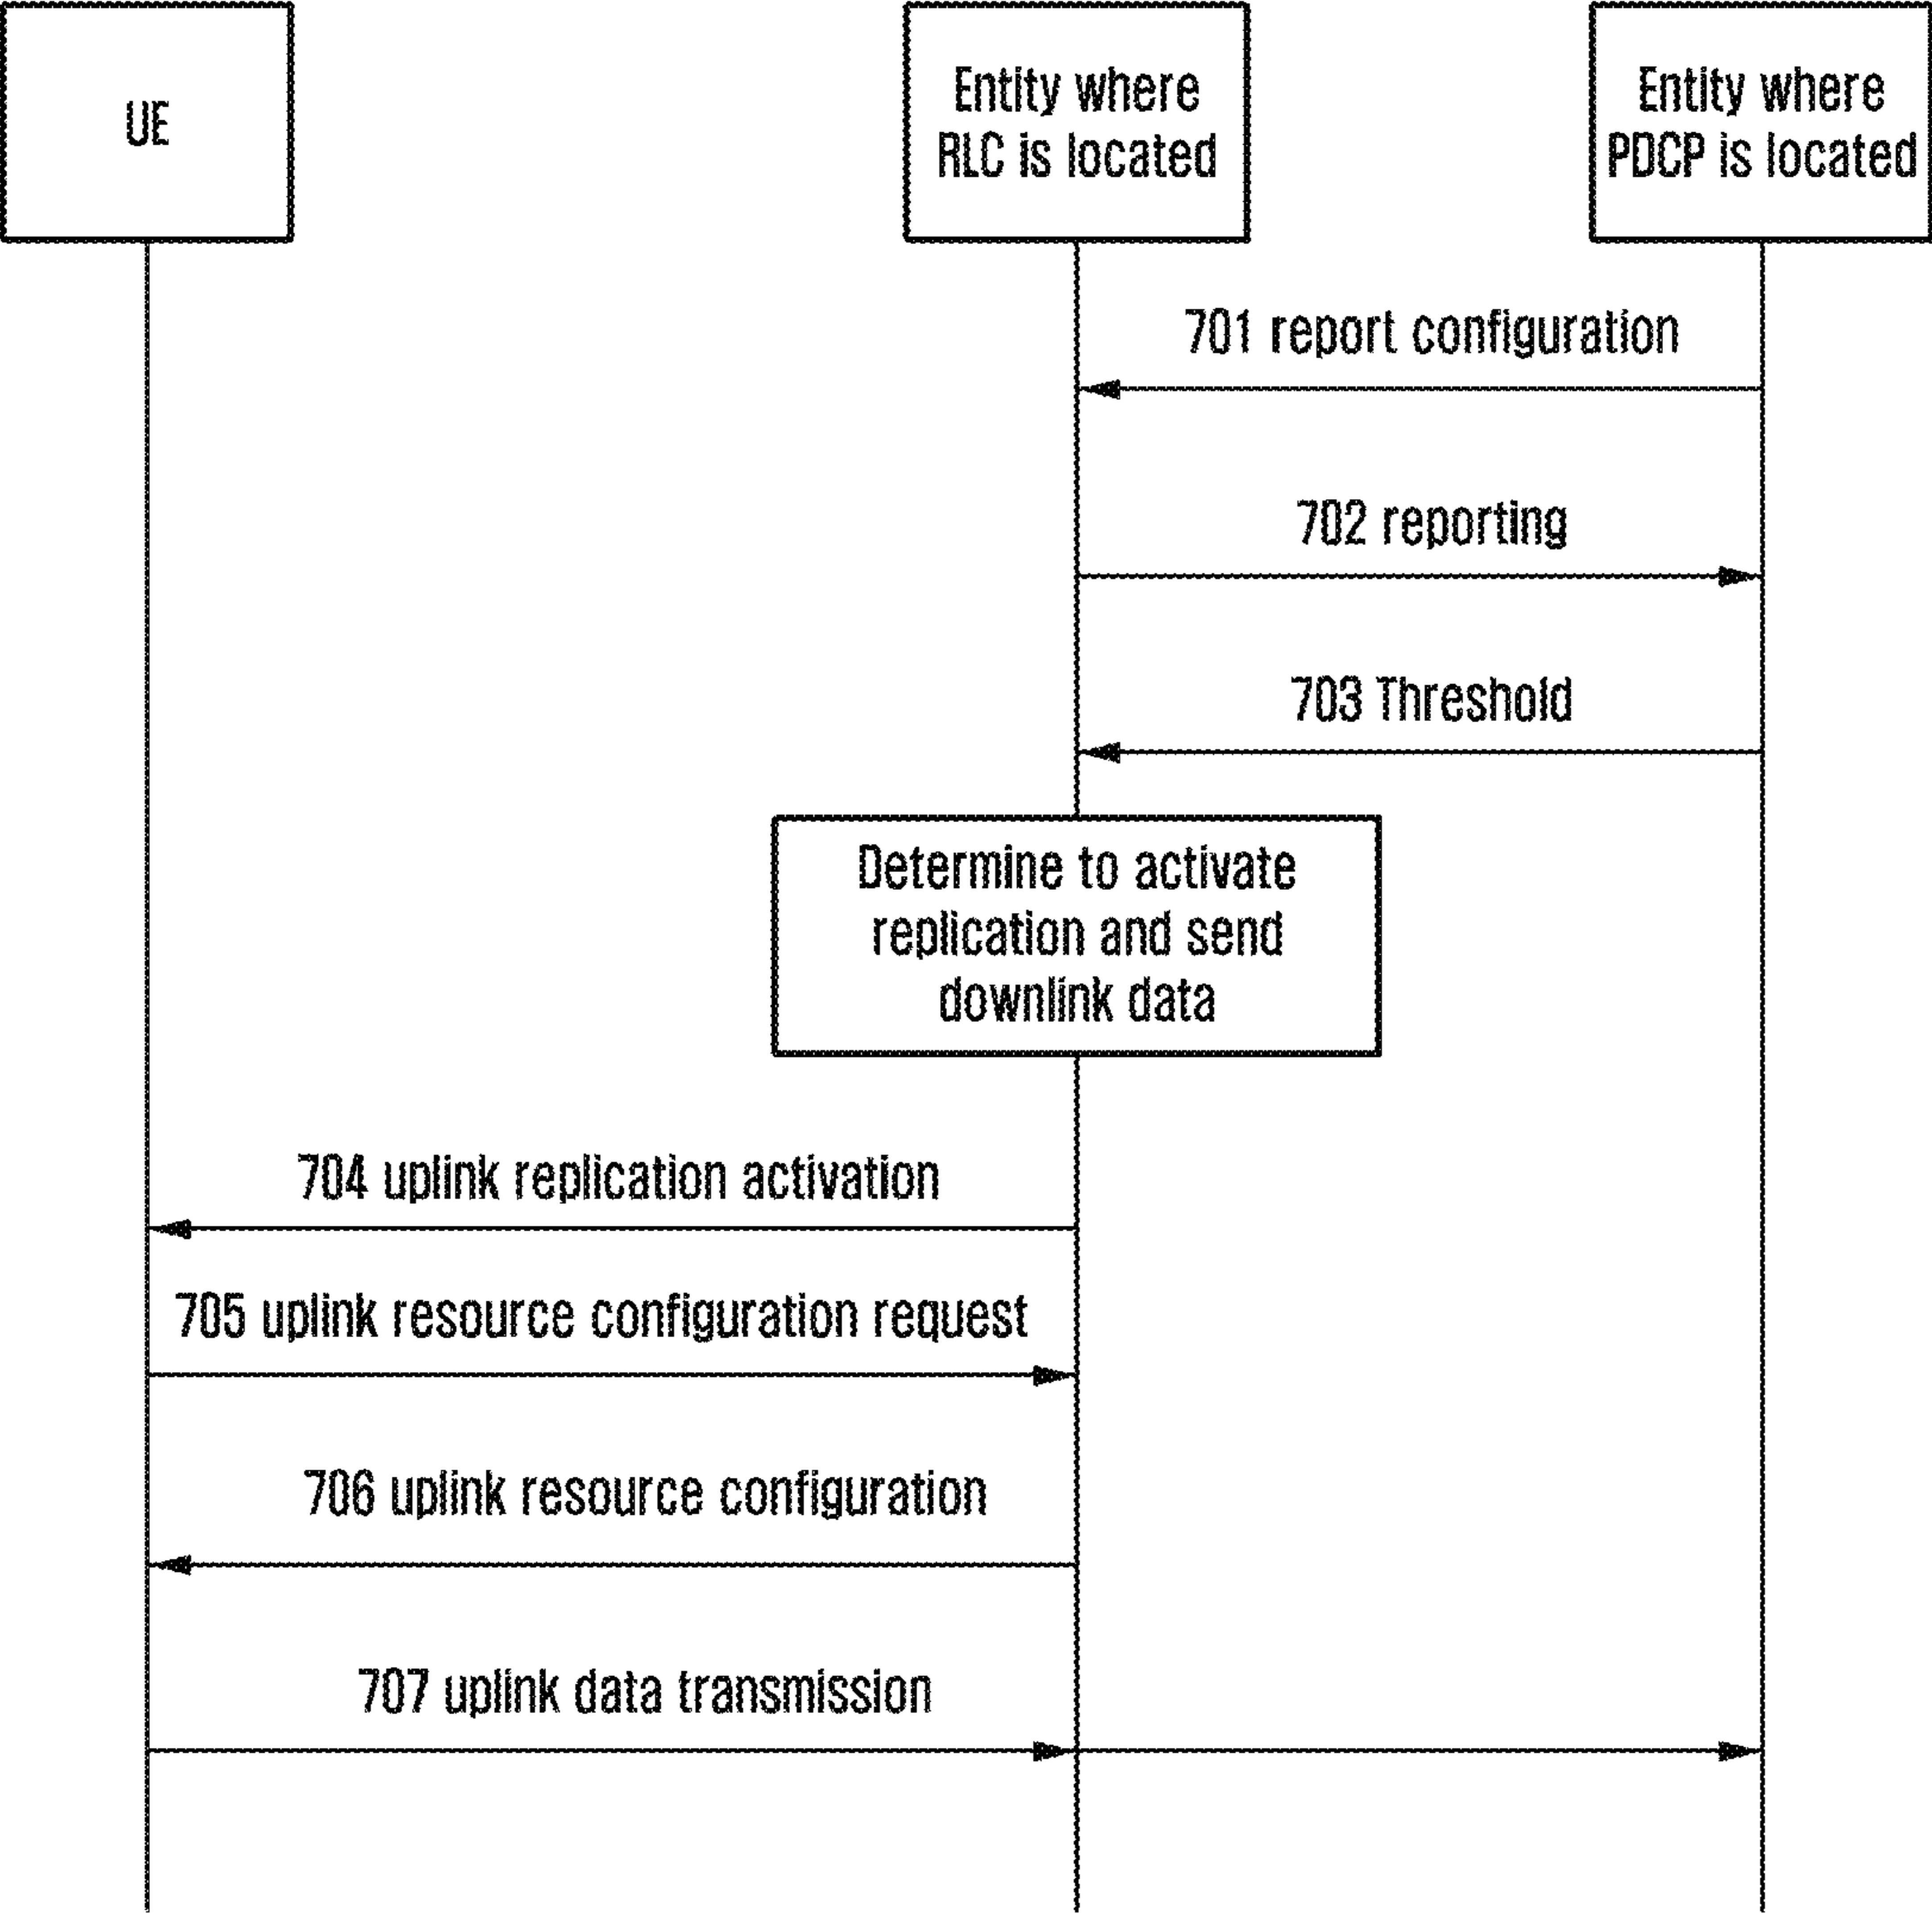 UE
Entity where
RLC is located
Entity where
PDCP is located
701 report configuration
702 reporting
703 Threshold
Determine to activate
replication and send
downlink data
704 uplink replication activation
705 uplink resource configuration request
706 uplink resource configuration
707 uplink data transmission